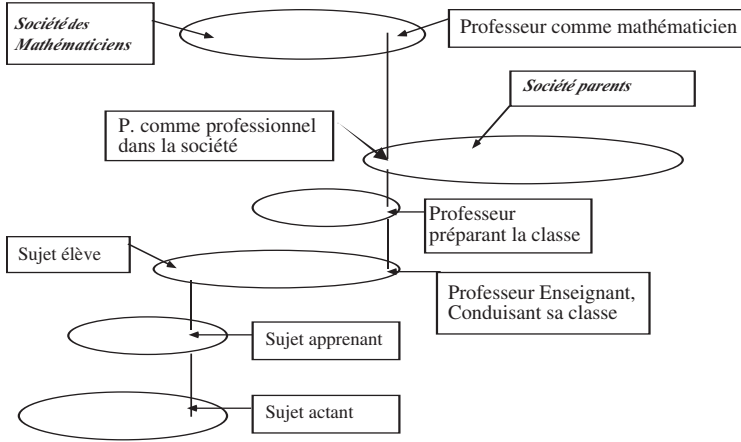 Société des
Mathématiciens
Professeur comme mathématicien
Société parents
P. comme professionnel
dans la société
Professeur
préparant la classe
Sujet élève
Professeur Enseignant,
Conduisant sa classe
Sujet apprenant
Sujet actant